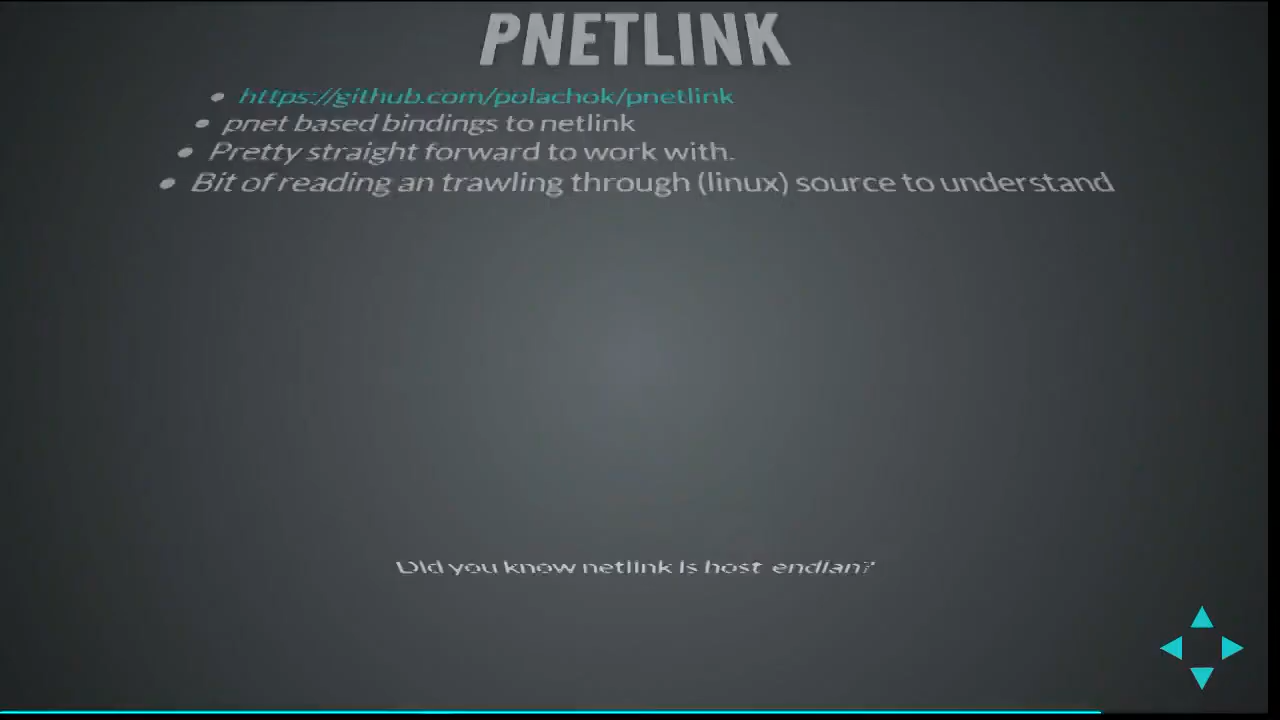 PNETLINK
https://github.com/polachok/pnetlink
pnet based bindings to netlink
Pretty straight forward to work with.
Bit of reading an trawling through (linux) source to understand
Did you know netlink is host endian?